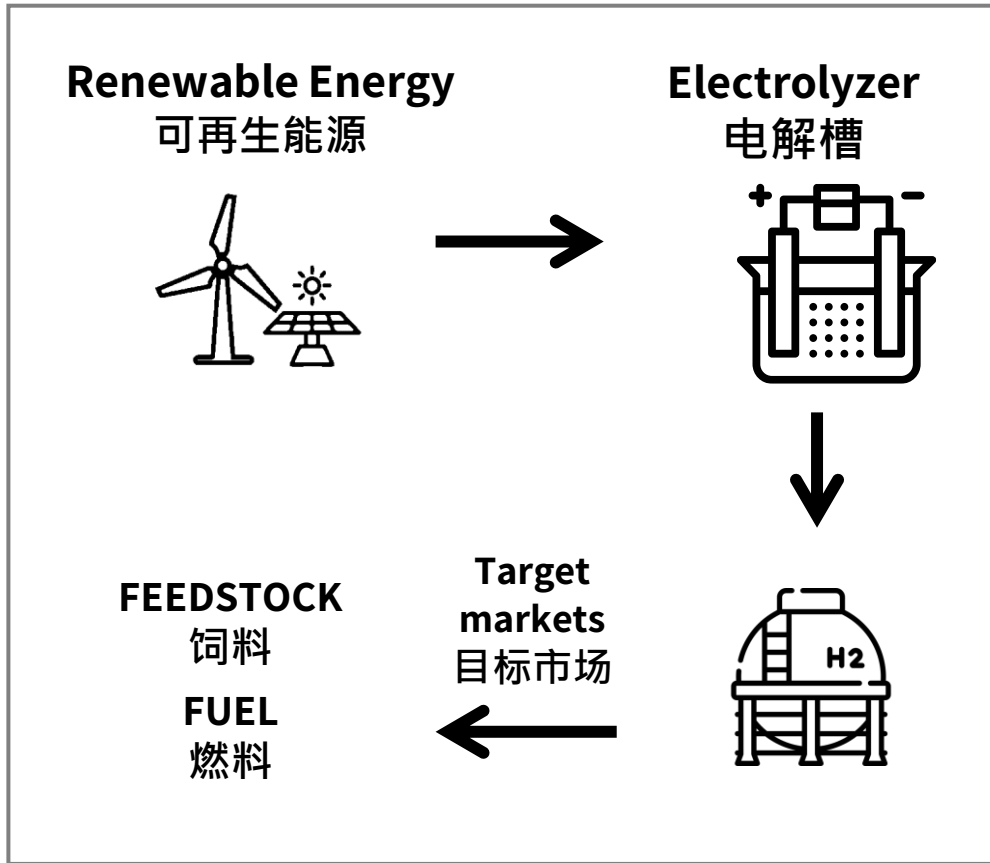 Renewable Energy
可再生能源
Electrolyzer
电解槽
+ −
H2
Target
markets
目标市场
FEEDSTOCK
饲料
FUEL
燃料